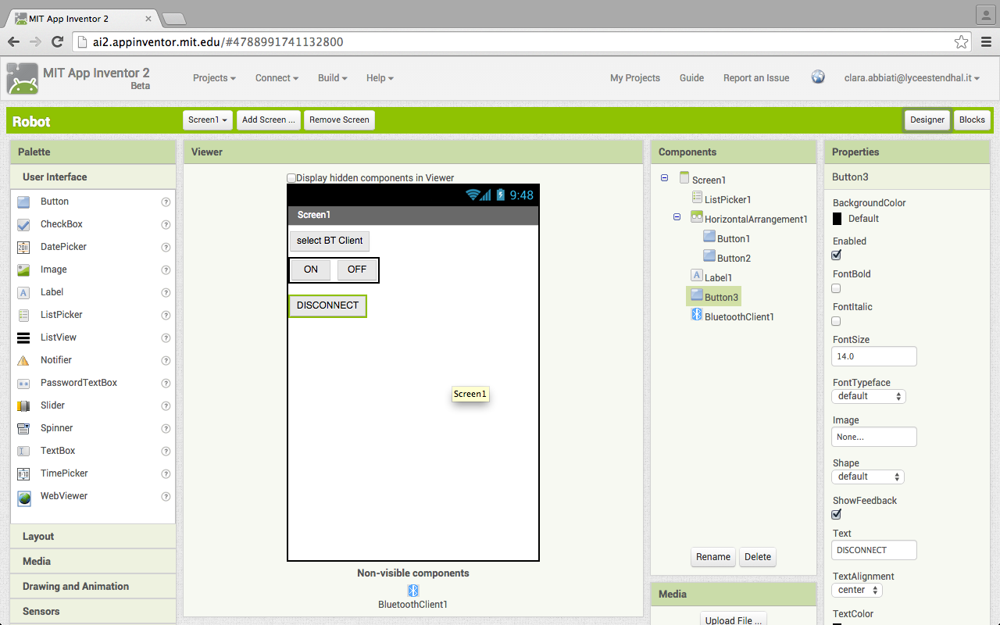 MIT App Inventor 2
ai2.appinventor.mit.edu/#4788991741132800
MIT App Inventor 2
Beta
Projects
Connect
Build
Help
My Projects
Guide
Report an Issue
clara.abbiati@lyceestendhal.it
Robot
Screen1
Add Screen ...
Remove Screen
Designer
Blocks
Palette
User Interface
Button ?
CheckBox ?
DatePicker ?
Image ?
Label ?
ListPicker ?
ListView ?
Notifier ?
PasswordTextBox ?
Slider ?
Spinner ?
TextBox ?
TimePicker ?
WebViewer ?
Layout
Media
Drawing and Animation
Sensors
Viewer
Display hidden components in Viewer
9:48
Screen1
select BT Client
ON OFF
DISCONNECT
Screen1
Non-visible components
BluetoothClient1
Components
Screen1
ListPicker1
HorizontalArrangement1
Button1
Button2
A Label1
Button3
BluetoothClient1
Rename Delete
Media
Upload File ...
Properties
Button3
BackgroundColor
Default
Enabled
FontBold
FontItalic
FontSize
14.0
FontTypeface
default
Image
None...
Shape
default
ShowFeedback
Text
DISCONNECT
TextAlignment
center
TextColor